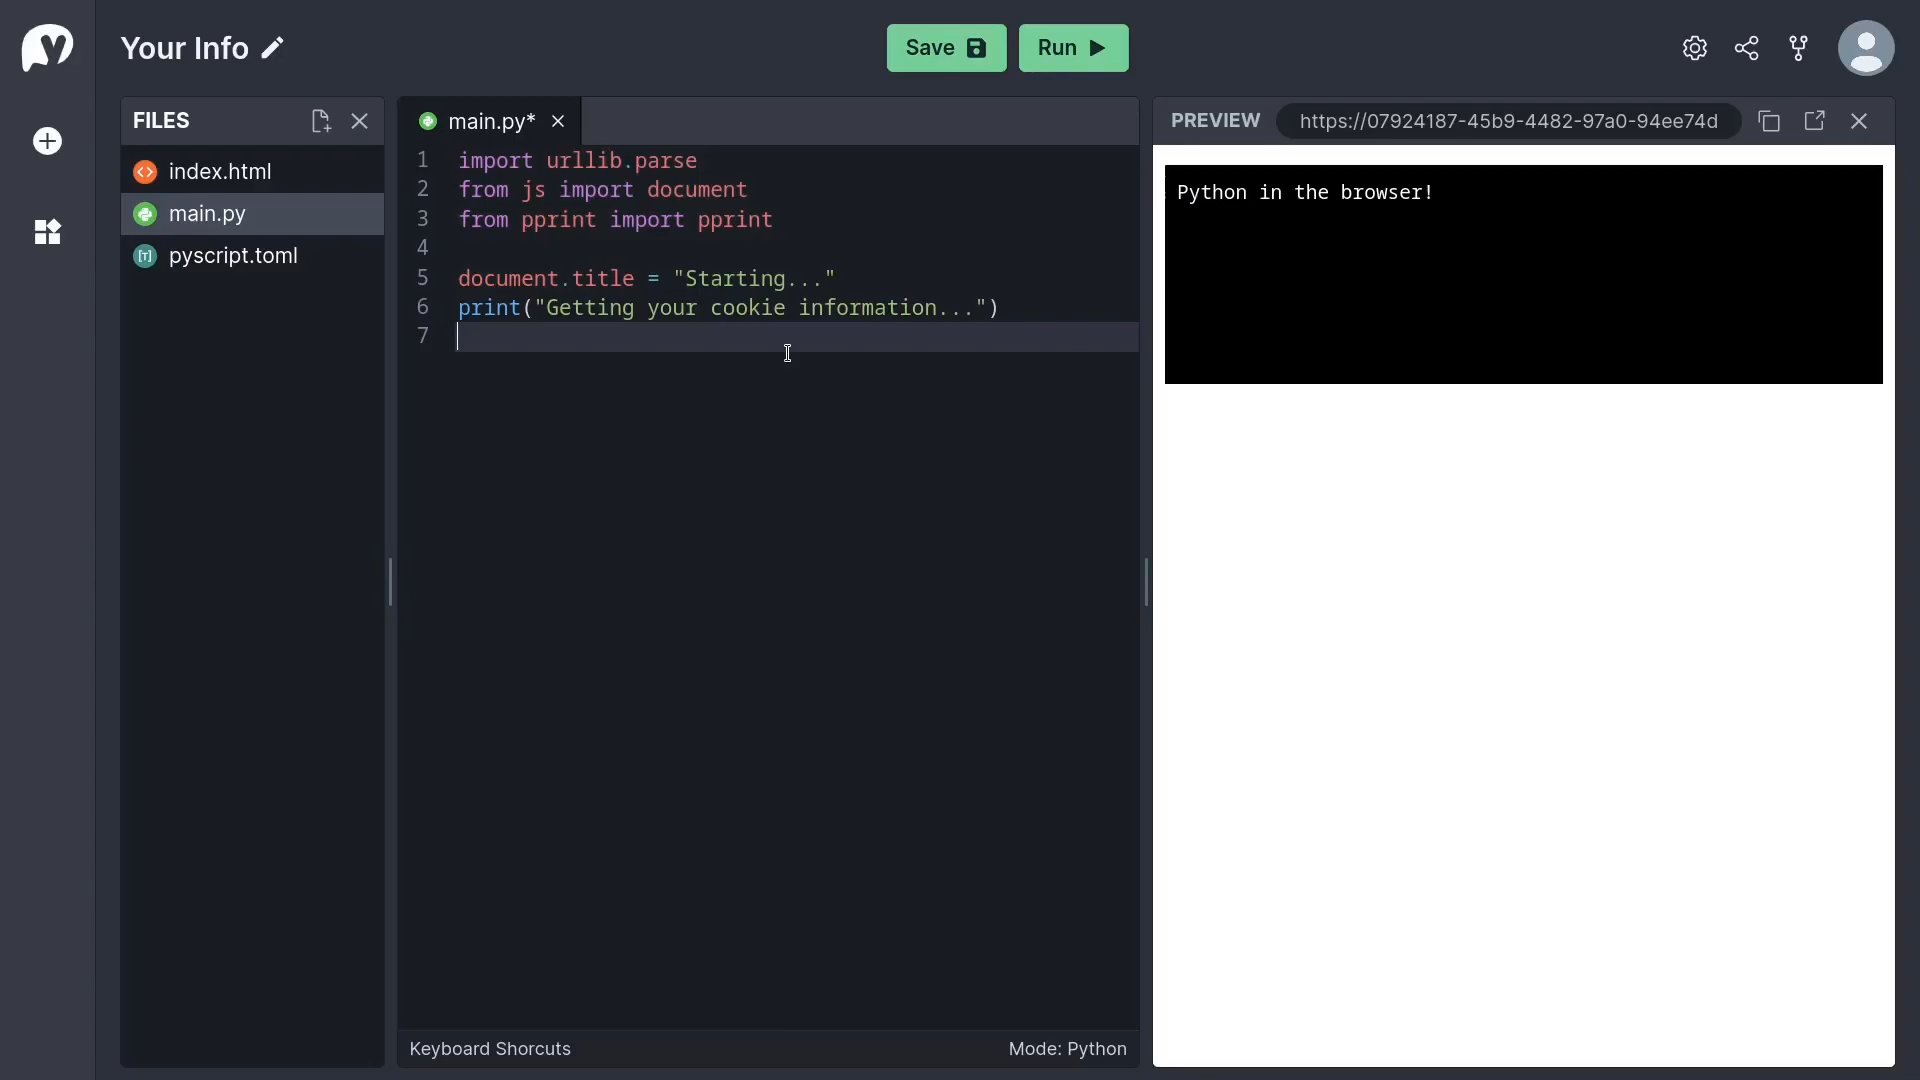 Your Info
Save
Run
FILES
index.html
main.py
pyscript.toml
main.py*
1 import urllib.parse
2 from js import document
3 from pprint import pprint
4
5 document.title = "Starting..."
6 print("Getting your cookie information...")
7
Keyboard Shortcuts
Mode: Python
PREVIEW
https://07924187-45b9-4482-97a0-94ee74d
Python in the browser!